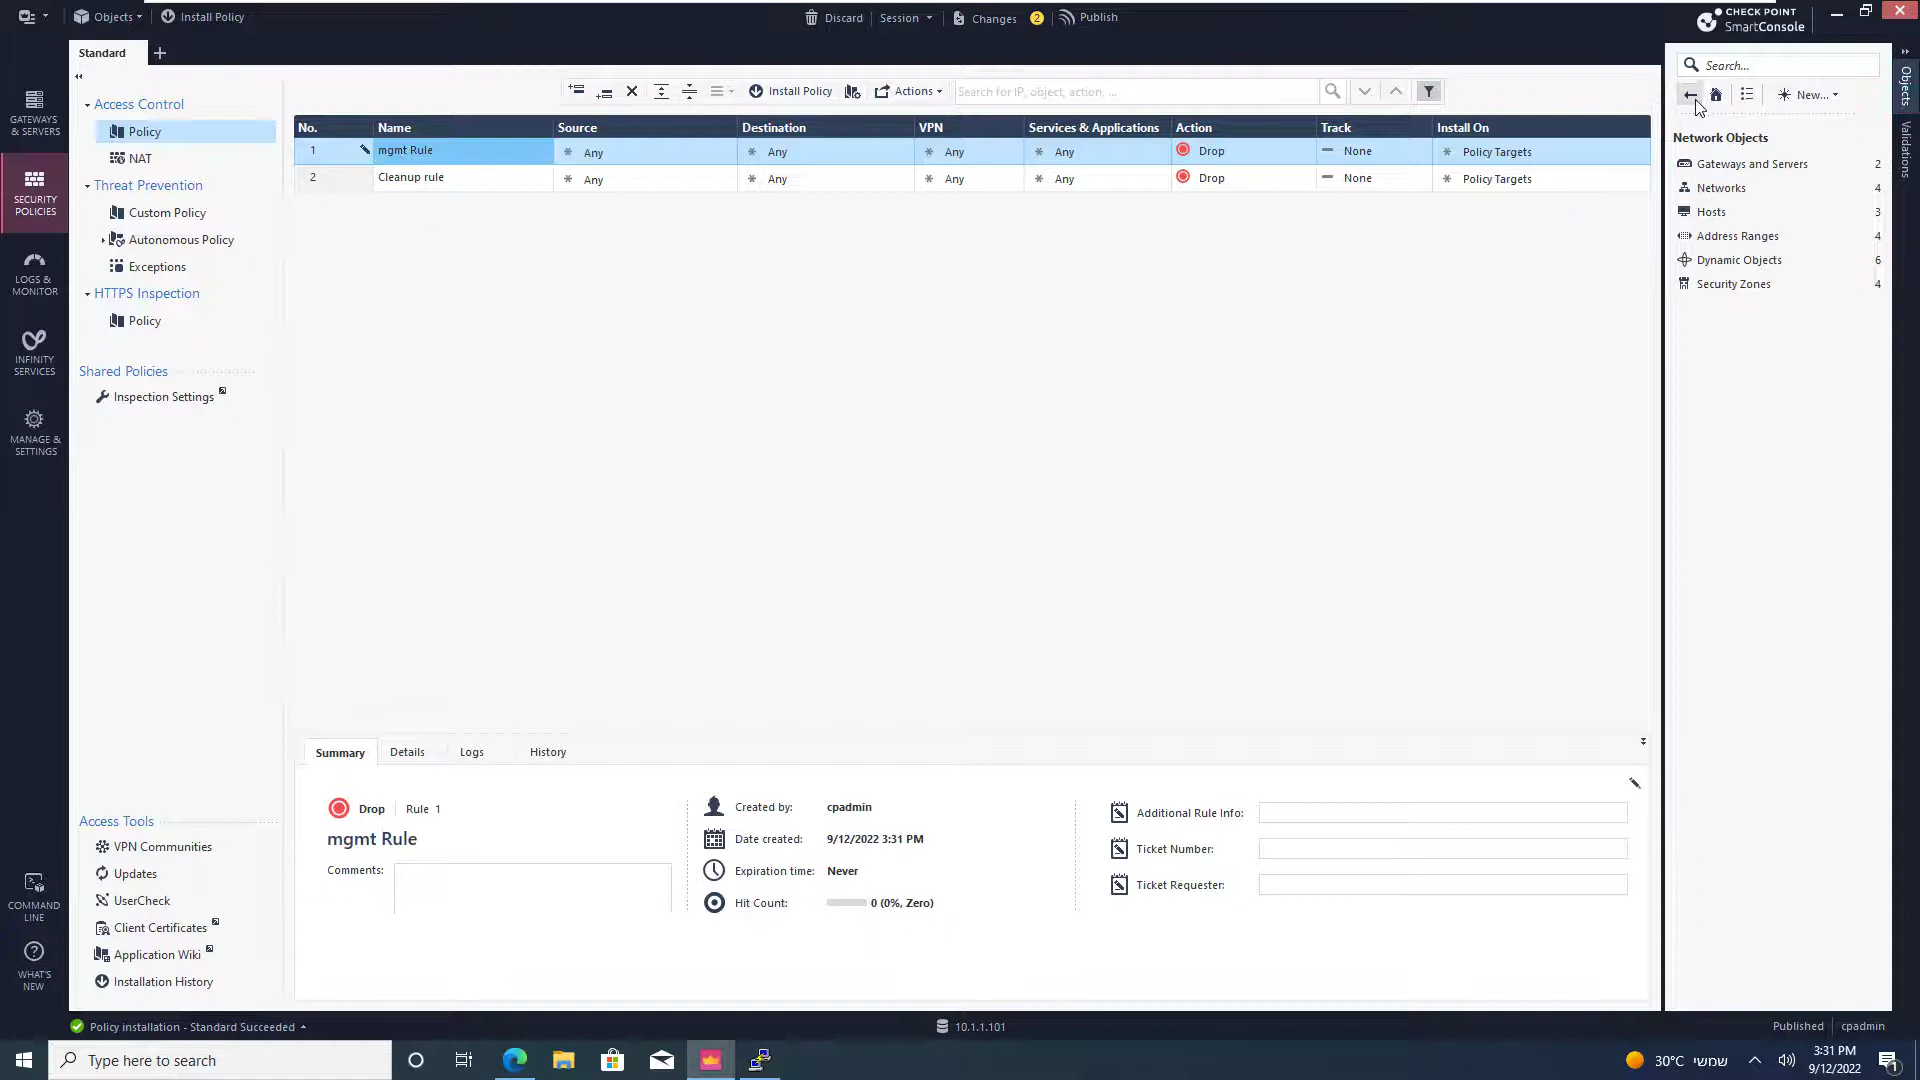 Objects
Install Policy
Discard
Session
Changes
2
Publish
CHECK POINT
SmartConsole
Standard
GATEWAYS
& SERVERS
SECURITY
POLICIES
LOGS &
MONITOR
INFINITY
SERVICES
MANAGE &
SETTINGS
COMMAND
LINE
WHAT'S
NEW
Access Control
Policy
NAT
Threat Prevention
Custom Policy
Autonomous Policy
Exceptions
HTTPS Inspection
Policy
Shared Policies
Inspection Settings
Access Tools
VPN Communities
Updates
UserCheck
Client Certificates
Application Wiki
Installation History
Install Policy
Actions
Search for IP, object, action, ...
No. Name Source Destination VPN Services & Applications Action Track Install On
1 mgmt Rule Any Any Any Any Drop None Policy Targets
2 Cleanup rule Any Any Any Any Drop None Policy Targets
Summary Details Logs History
Drop Rule 1
mgmt Rule
Comments:
Created by: cpadmin
Date created: 9/12/2022 3:31 PM
Expiration time: Never
Hit Count: 0 (0%, Zero)
Additional Rule Info:
Ticket Number:
Ticket Requester:
Search...
New...
Network Objects
Gateways and Servers 2
Networks 4
Hosts 3
Address Ranges 4
Dynamic Objects 6
Security Zones 4
Objects
Validations
Policy installation - Standard Succeeded
10.1.1.101
Published
cpadmin
Type here to search
30°C שמשי
3:31 PM
9/12/2022
1